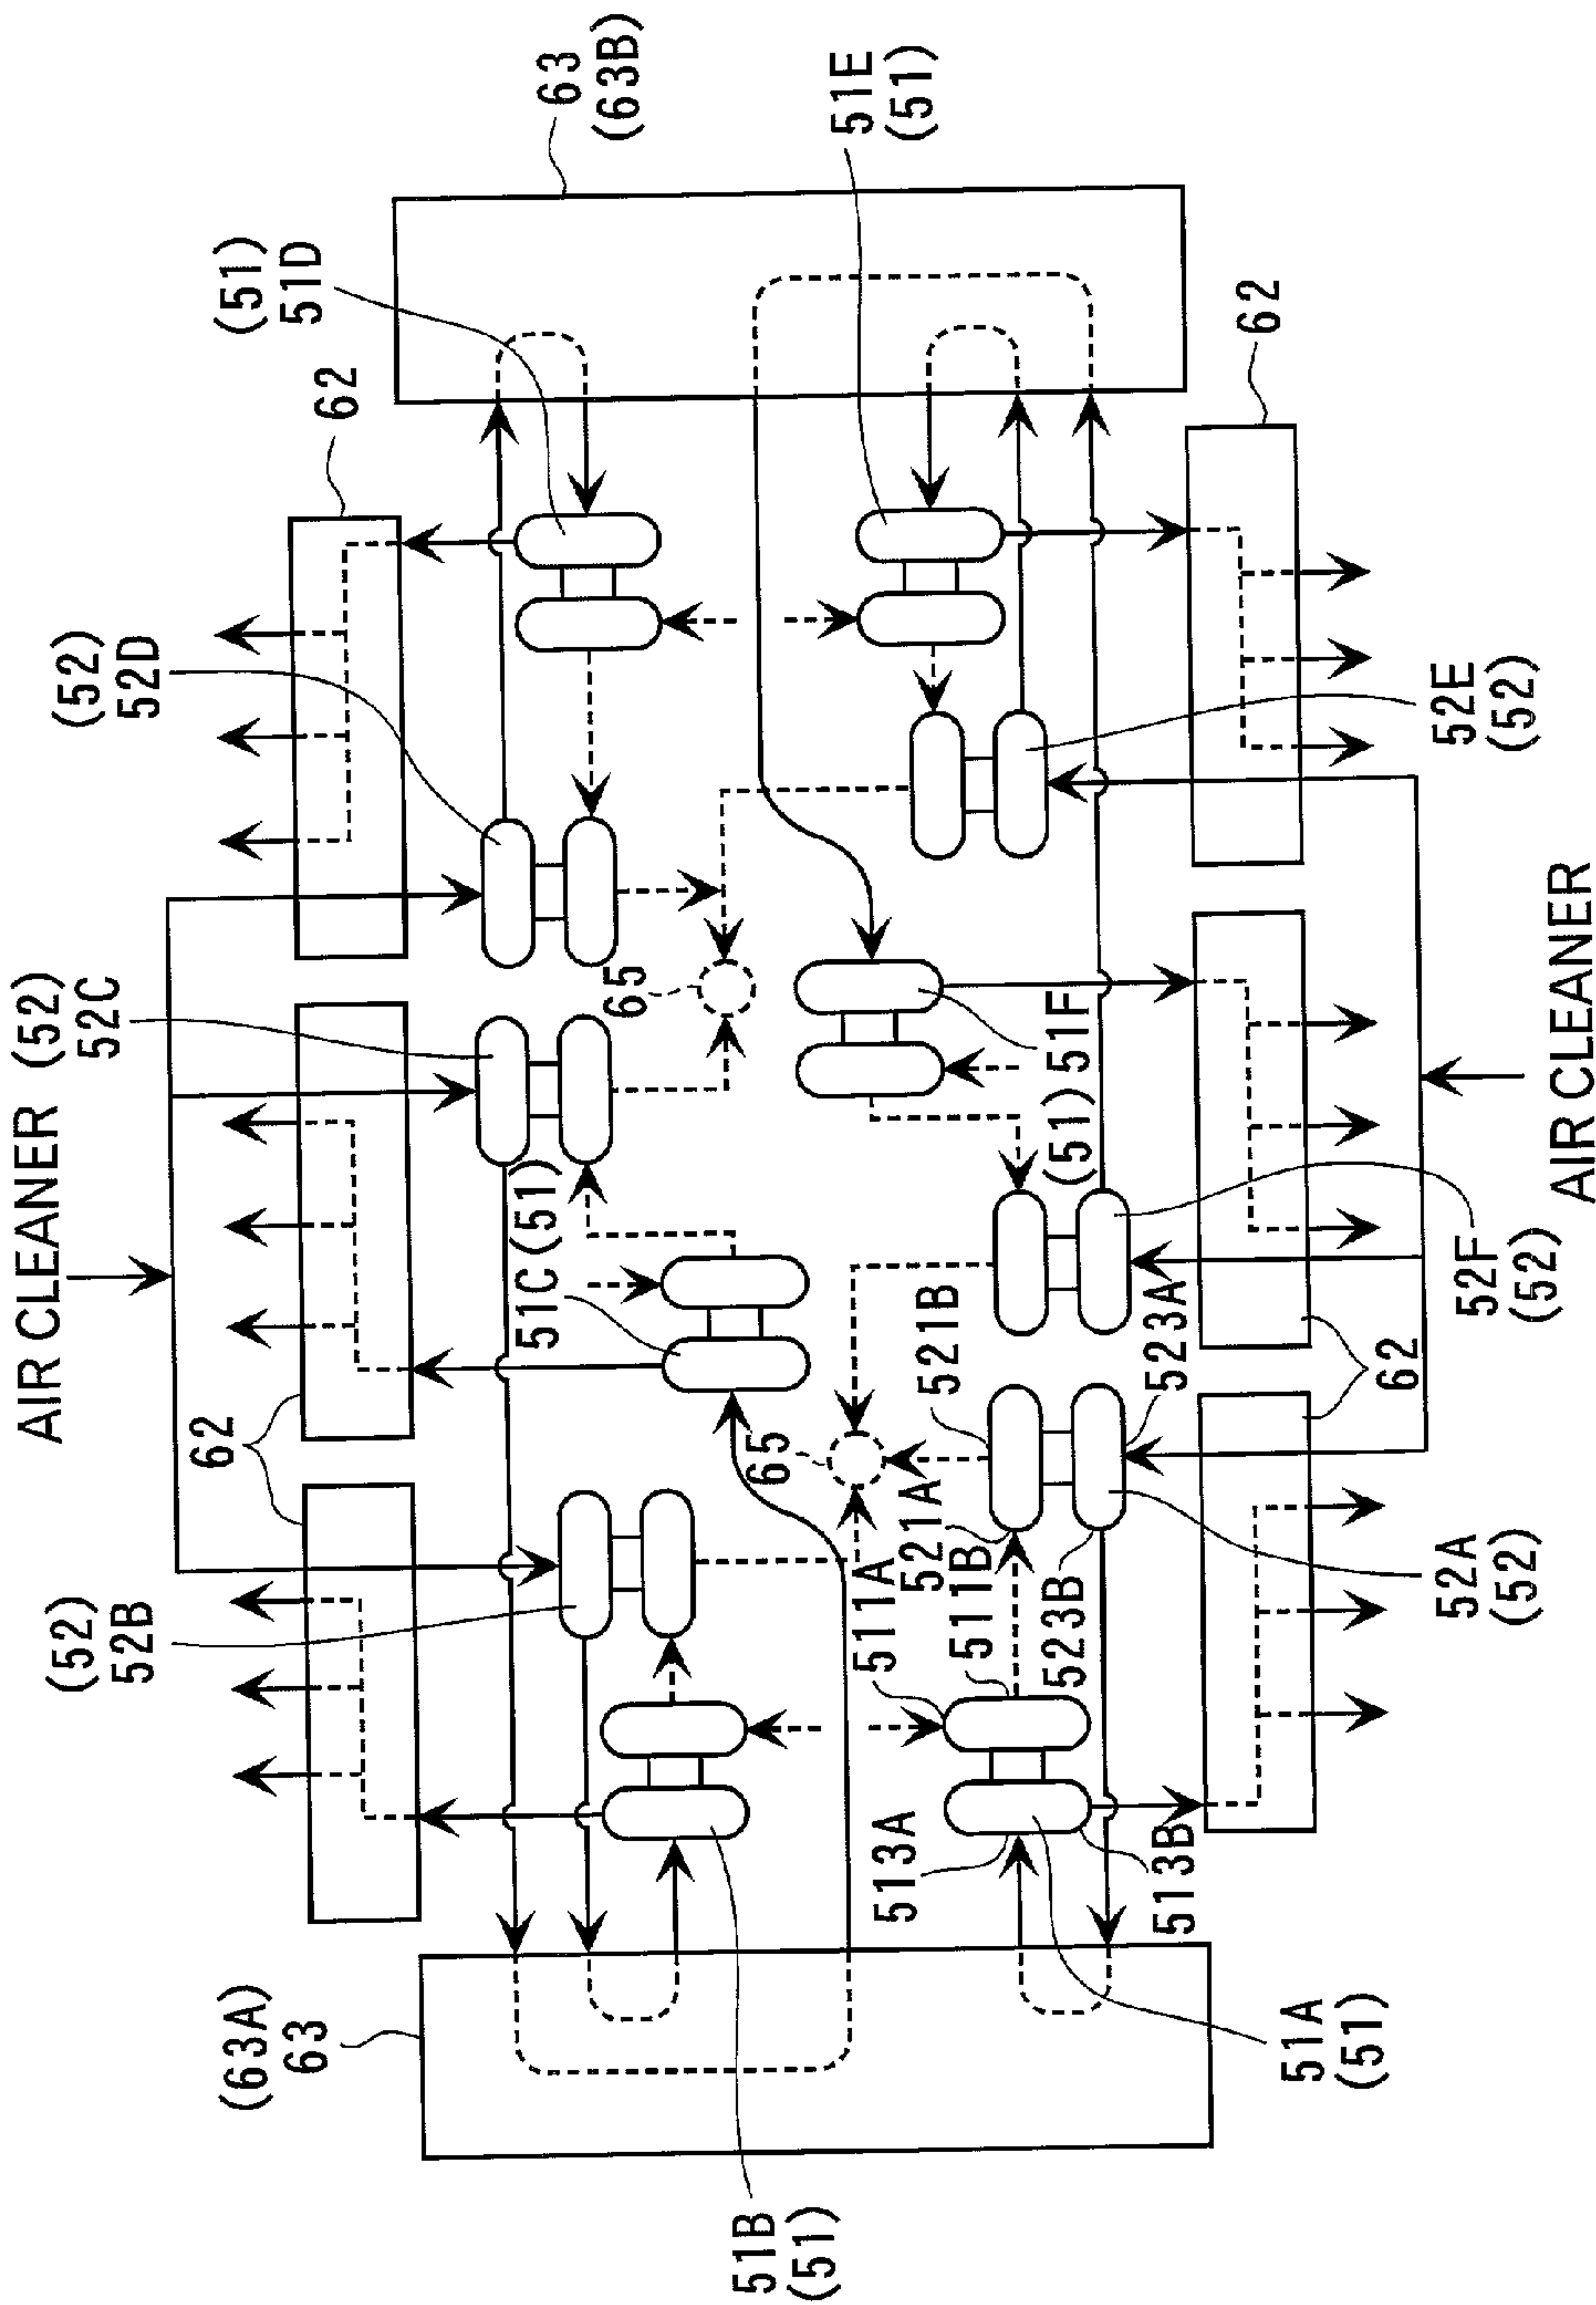 63
(63B)
51E
(51)
(51)
51D
62
62
(52)
52D
52E
(52)
AIR CLEANER
(52)
52C
65
51F
(51)
AIR CLEANER
51C(51)
52F
(52)
521B
523A
62
62
65
521A
511A
511B
523B
52A
(52)
(52)
52B
513A
513B
(63A)
63
51A
(51)
51B
(51)